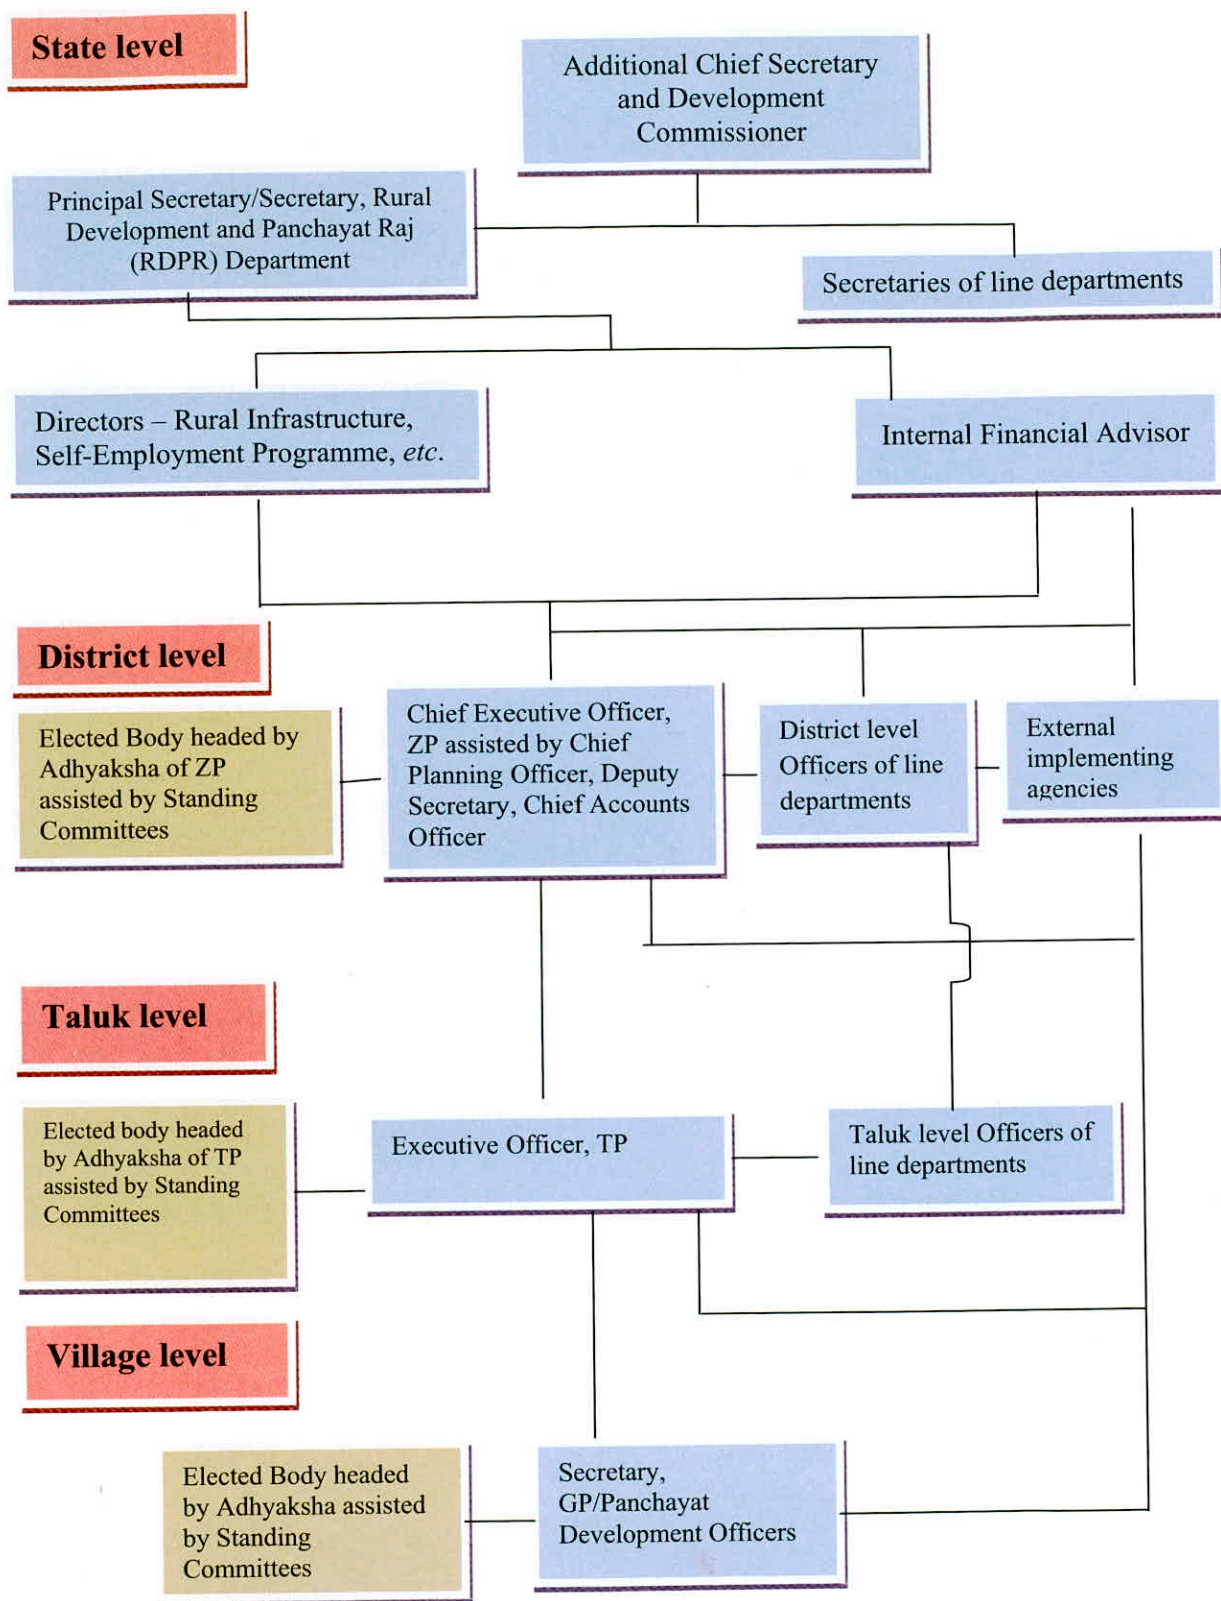 State level
Additional Chief Secretary
and Development
Commissioner
Principal Secretary/Secretary, Rural
Development and Panchayat Raj
(RDPR) Department
Secretaries of line departments
Directors – Rural Infrastructure,
Self-Employment Programme, etc.
Internal Financial Advisor
District level
Elected Body headed by
Adhyaksha of ZP
assisted by Standing
Committees
Chief Executive Officer,
ZP assisted by Chief
Planning Officer, Deputy
Secretary, Chief Accounts
Officer
District level
Officers of line
departments
External
implementing
agencies
Taluk level
Elected body headed
by Adhyaksha of TP
assisted by Standing
Committees
Executive Officer, TP
Taluk level Officers of
line departments
Village level
Elected Body headed
by Adhyaksha assisted
by Standing
Committees
Secretary,
GP/Panchayat
Development Officers